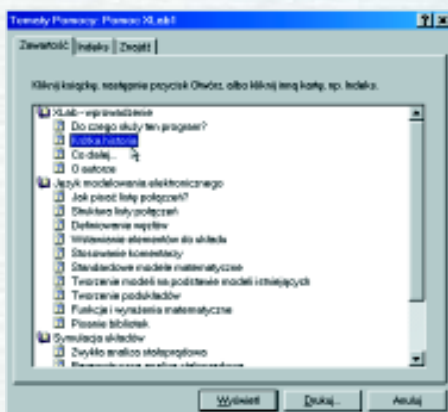 Tematy Pomocy: Pomoc XLab1
Zawartość Indeks Znajdź
Kliknij książkę, następnie przycisk Otwórz, albo kliknij inną kartę, np. Indeks.
XLab - wprowadzenie
Do czego służy ten program?
Krótka historia
Co dalej...
O autorze
Język modelowania elektronicznego
Jak pisać listę połączeń?
Struktura listy połączeń
Definiowanie węzłów
Wstawianie elementów do układu
Stosowanie komentarzy
Standardowe modele matematyczne
Tworzenie modeli na podstawie modeli istniejących
Tworzenie podukładów
Funkcje i wyrażenia matematyczne
Pisanie bibliotek
Symulacja układów
Zwykła analiza stałoprądowa
analiza stałoprądowa
Wyświetl Drukuj... Anuluj